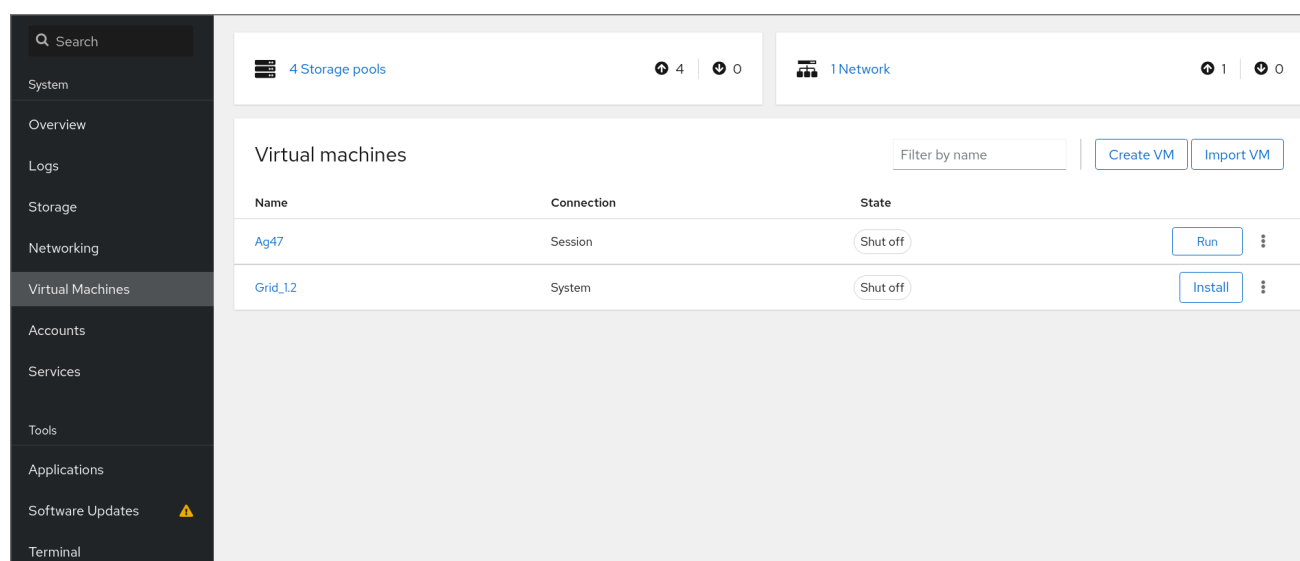 Search
System
Overview
Logs
Storage
Networking
Virtual Machines
Accounts
Services
Tools
Applications
Software Updates
Terminal
4 Storage pools 4 0
1 Network 1 0
Virtual machines Filter by name Create VM Import VM
Name Connection State
Ag47 Session Shut off Run
Grid_1.2 System Shut off Install